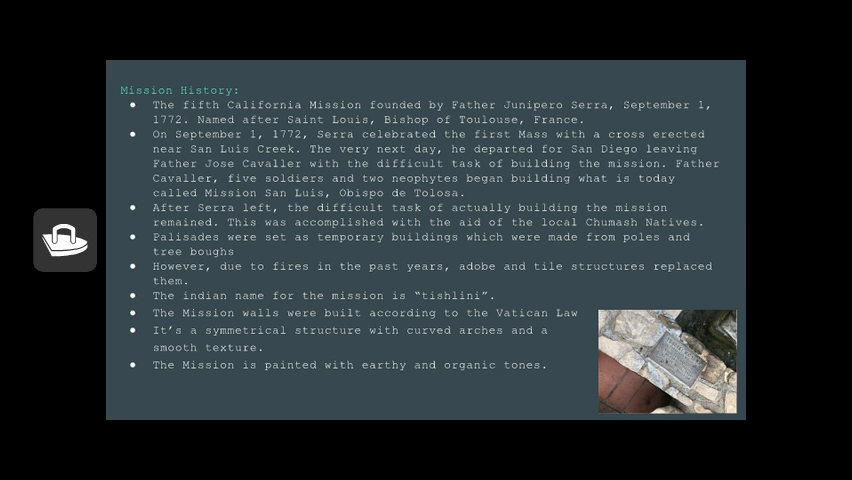 Mission History:
● The fifth California Mission founded by Father Junipero Serra, September 1,
1772. Named after Saint Louis, Bishop of Toulouse, France.
● On September 1, 1772, Serra celebrated the first Mass with a cross erected
near San Luis Creek. The very next day, he departed for San Diego leaving
Father Jose Cavaller with the difficult task of building the mission. Father
Cavaller, five soldiers and two neophytes began building what is today
called Mission San Luis, Obispo de Tolosa.
● After Serra left, the difficult task of actually building the mission
remained. This was accomplished with the aid of the local Chumash Natives.
● Palisades were set as temporary buildings which were made from poles and
tree boughs
● However, due to fires in the past years, adobe and tile structures replaced
them.
● The indian name for the mission is “tishlini”.
● The Mission walls were built according to the Vatican Law
● It’s a symmetrical structure with curved arches and a
smooth texture.
● The Mission is painted with earthy and organic tones.